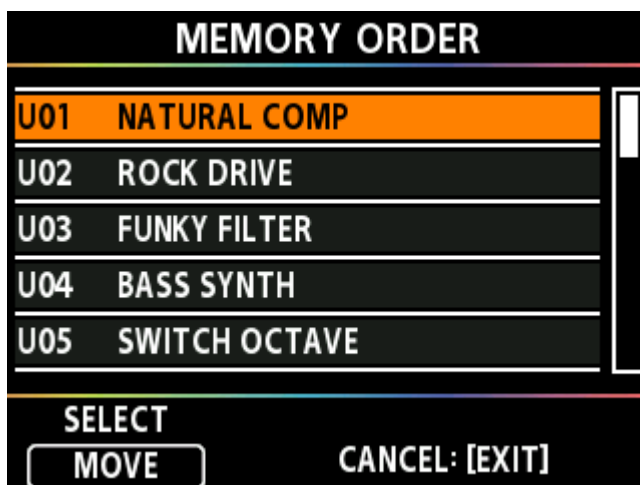 MEMORY ORDER
U01 NATURAL COMP
U02 ROCK DRIVE
U03 FUNKY FILTER
U04 BASS SYNTH
U05 SWITCH OCTAVE
SELECT
MOVE CANCEL: [EXIT]